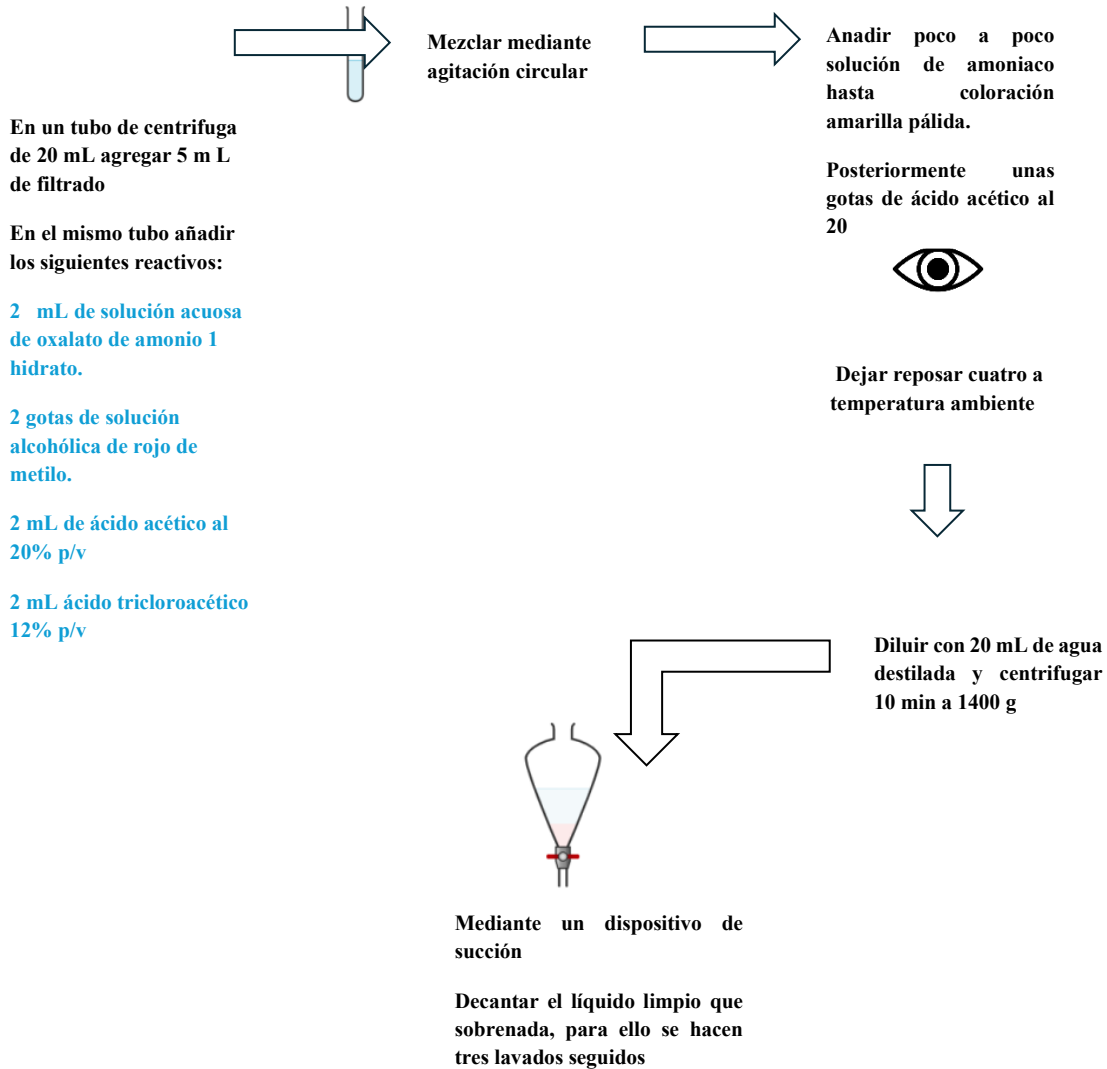 En un tubo de centrifuga
de 20 mL agregar 5 m L
de filtrado
En el mismo tubo añadir
los siguientes reactivos:
2 mL de solución acuosa
de oxalato de amonio 1
hidrato.
2 gotas de solución
alcohólica de rojo de
metilo.
2 mL de ácido acético al
20% p/v
2 mL ácido tricloroacético
12% p/v
Mezclar mediante
agitación circular
Anadir poco a poco
solución de amoniaco
hasta coloración
amarilla pálida.
Posteriormente unas
gotas de ácido acético al
20
Dejar reposar cuatro a
temperatura ambiente
Diluir con 20 mL de agua
destilada y centrifugar
10 min a 1400 g
Mediante un dispositivo de
succión
Decantar el líquido limpio que
sobrenada, para ello se hacen
tres lavados seguidos